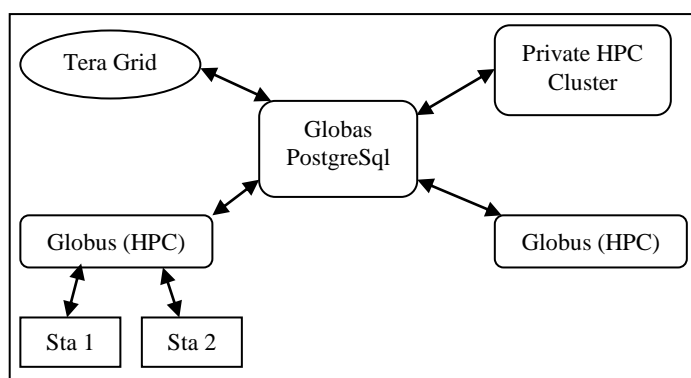 Tera Grid
Private HPC
Cluster
Globas
PostgreSql
Globus (HPC)
Globus (HPC)
Sta 1
Sta 2